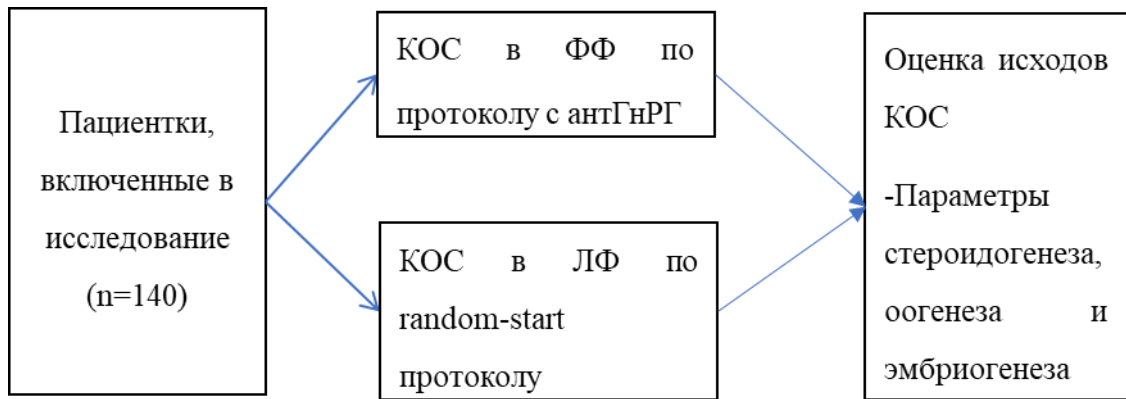 Пациентки,
включенные в
исследование
(n=140)
КОС в ФФ по
протоколу с антГнРГ
КОС в ЛФ по
random-start
протоколу
Оценка исходов
КОС
-Параметры
стероидогенеза,
оогенеза и
эмбриогенеза